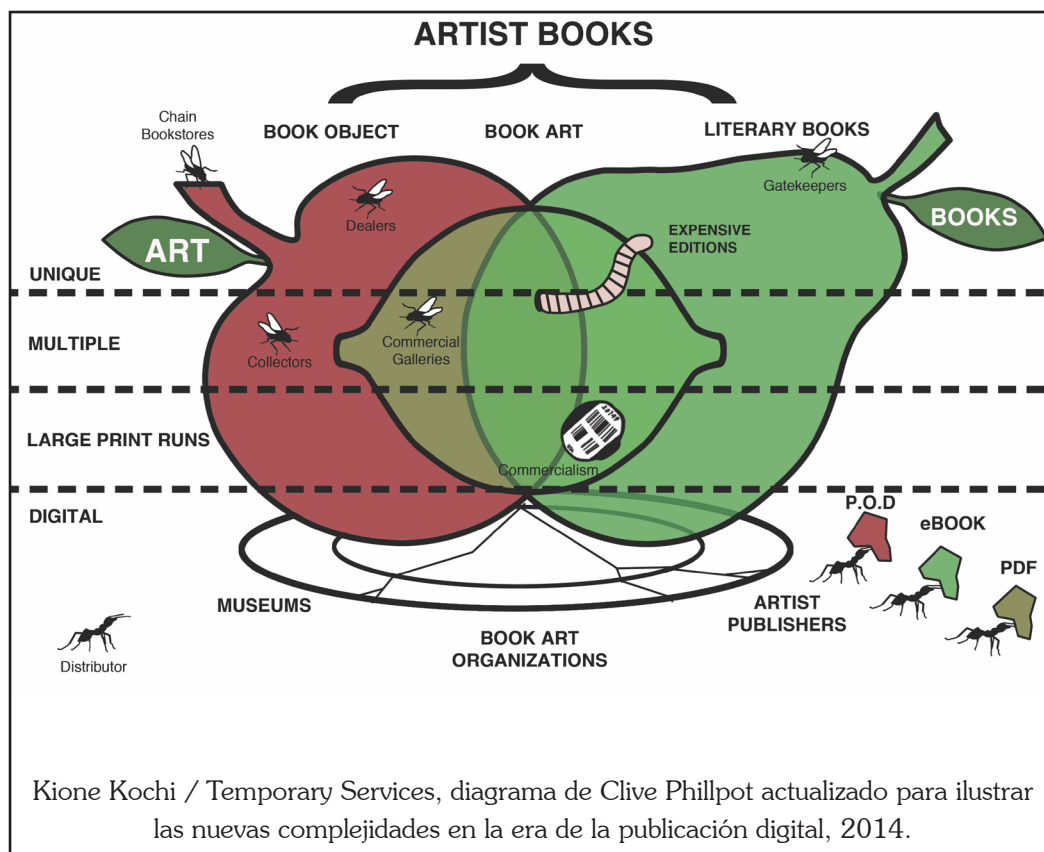 ARTIST BOOKS
Chain
Bookstores
BOOK OBJECT
BOOK ART
LITERARY BOOKS
Gatekeepers
Dealers
ART
BOOKS
EXPENSIVE
EDITIONS
UNIQUE
MULTIPLE
Collectors
Commercial
Galleries
LARGE PRINT RUNS
Commercialism
DIGITAL
P.O.D
eBOOK
PDF
MUSEUMS
BOOK ART
ORGANIZATIONS
ARTIST
PUBLISHERS
Distributor
Kione Kochi / Temporary Services, diagrama de Clive Phillpot actualizado para ilustrar
las nuevas complejidades en la era de la publicación digital, 2014.